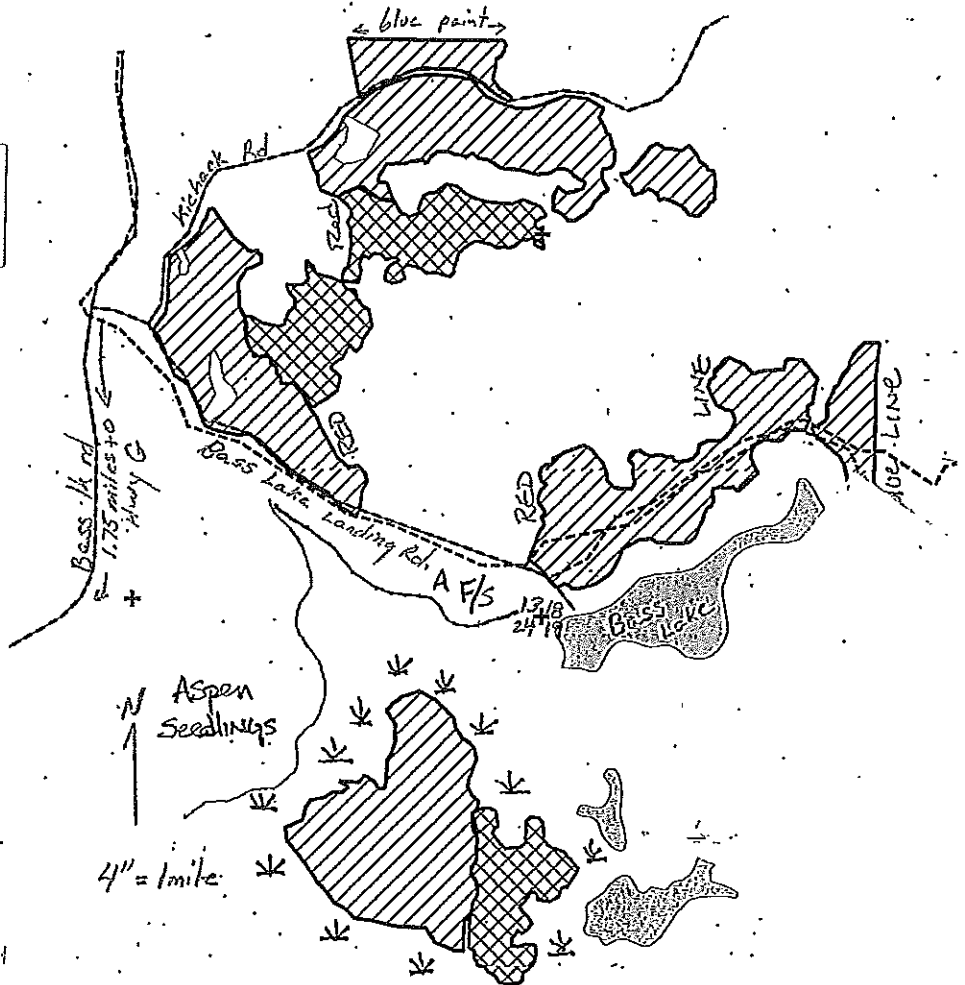 blue paint
Kichack Rd
Red
LINE
LINE
RED
RED
Bass Lake Landing Rd.
Bass lk rd
1.75 miles to
Hwy G
A F/S
13 18
24 19
Bass
Lake
N
Aspen
Seedlings
4" = 1 mile